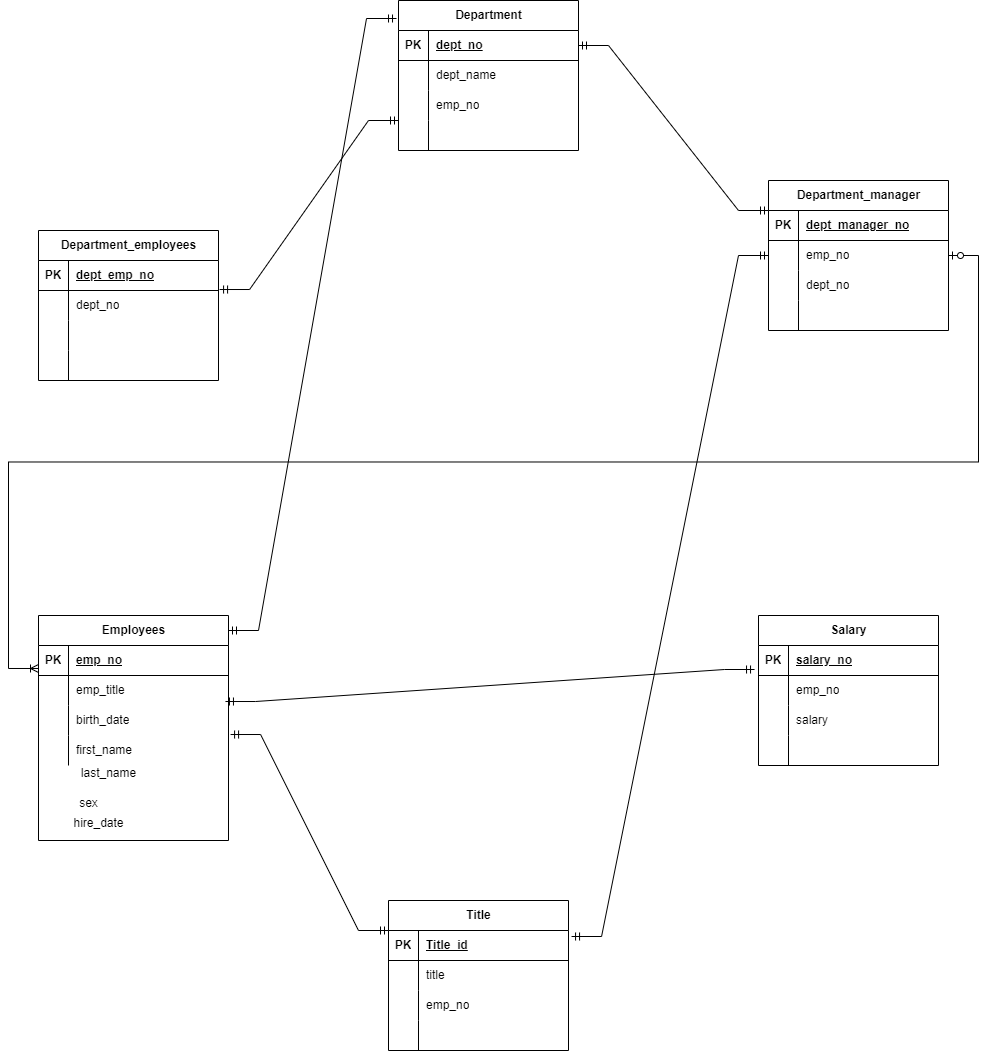 Department
PK dept_no
dept_name
emp_no
Department_manager
PK dept_manager_no
emp_no
dept_no
Department_employees
PK dept_emp_no
dept_no
Employees
PK emp_no
emp_title
birth_date
first_name
last_name
sex
hire_date
Salary
PK salary_no
emp_no
salary
Title
PK Title_id
title
emp_no